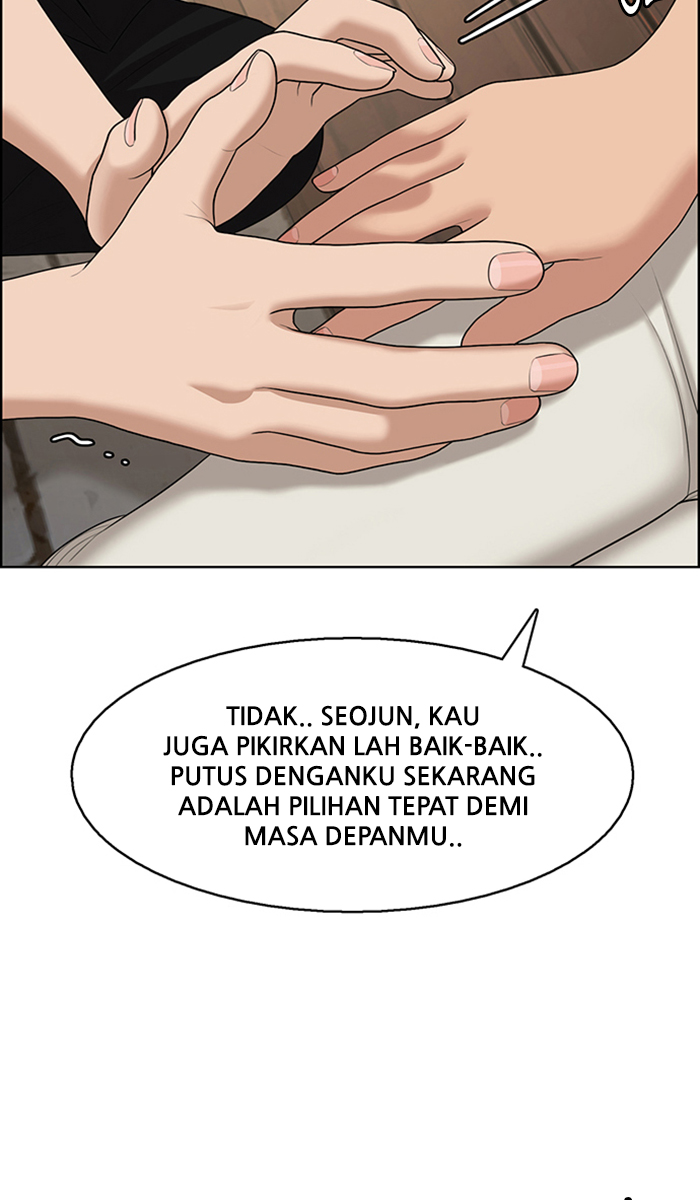 TIDAK.. SEOJUN, KAU
JUGA PIKIRKAN LAH BAIK-BAIK..
PUTUS DENGANKU SEKARANG
ADALAH PILIHAN TEPAT DEMI
MASA DEPANMU..